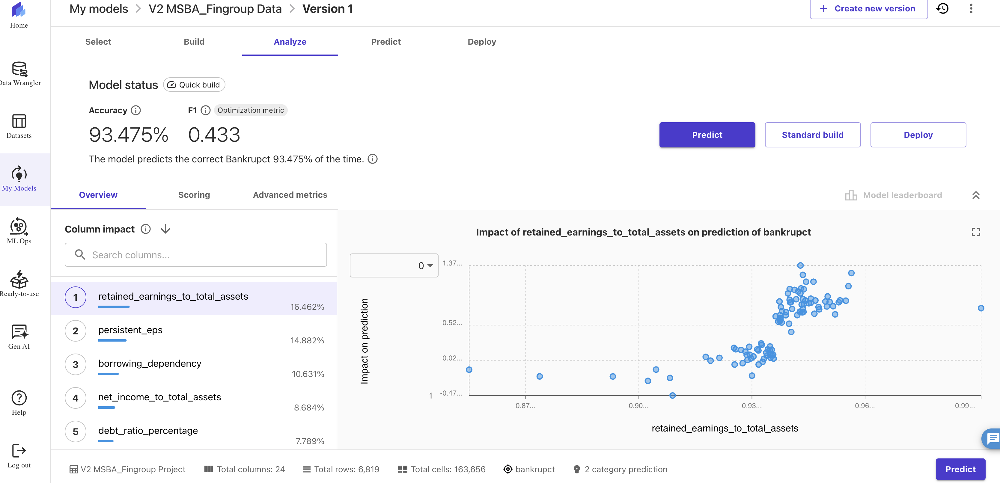 My models > V2 MSBA_Fingroup Data > Version 1
+ Create new version
Home
Select
Build
Analyze
Predict
Deploy
Data Wrangler
Datasets
My Models
ML Ops
Ready-to-use
Gen AI
Help
Log out
Model status
Quick build
Accuracy
F1
Optimization metric
93.475%
0.433
The model predicts the correct Bankrupct 93.475% of the time.
Predict
Standard build
Deploy
Overview
Scoring
Advanced metrics
Model leaderboard
Column impact
Search columns...
1
retained_earnings_to_total_assets
16.462%
2
persistent_eps
14.882%
3
borrowing_dependency
10.631%
4
net_income_to_total_assets
8.684%
5
debt_ratio_percentage
7.789%
Impact of retained_earnings_to_total_assets on prediction of bankrupct
0
1.37...
0.52...
0.02...
-0.47...
1
Impact on prediction
0.87...
0.90...
0.93...
0.96...
0.99...
retained_earnings_to_total_assets
V2 MSBA_Fingroup Project
Total columns: 24
Total rows: 6,819
Total cells: 163,656
bankrupct
2 category prediction
Predict